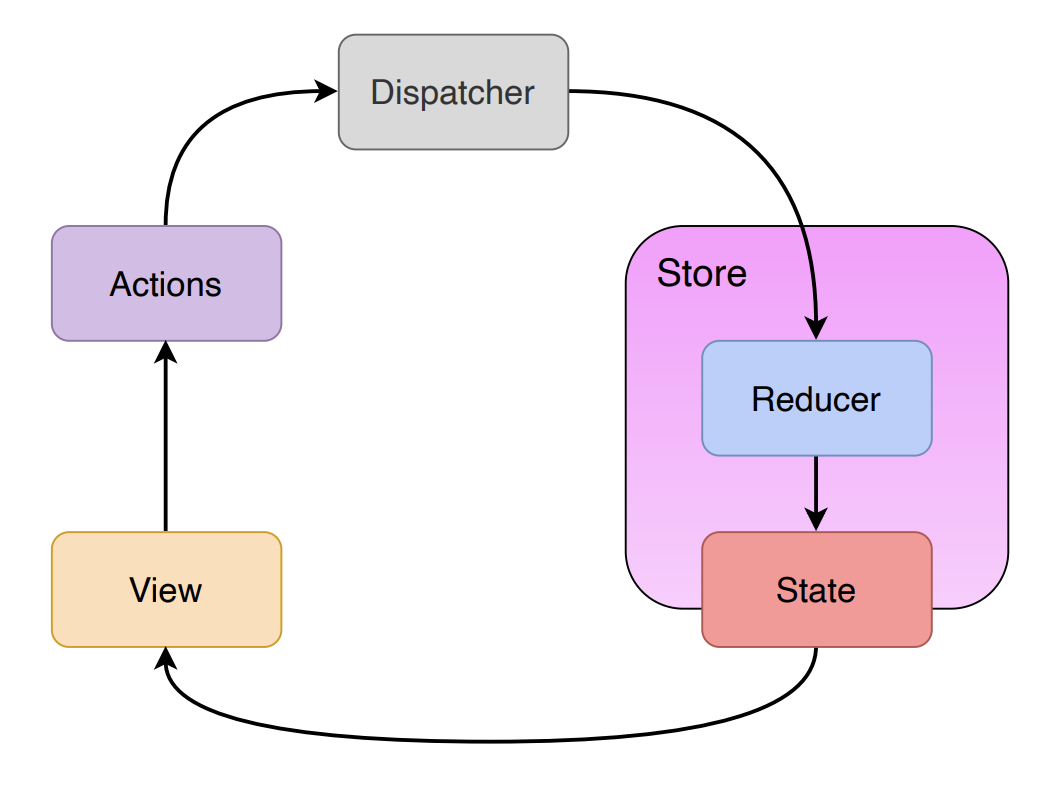 Dispatcher
Actions
Store
Reducer
View
State